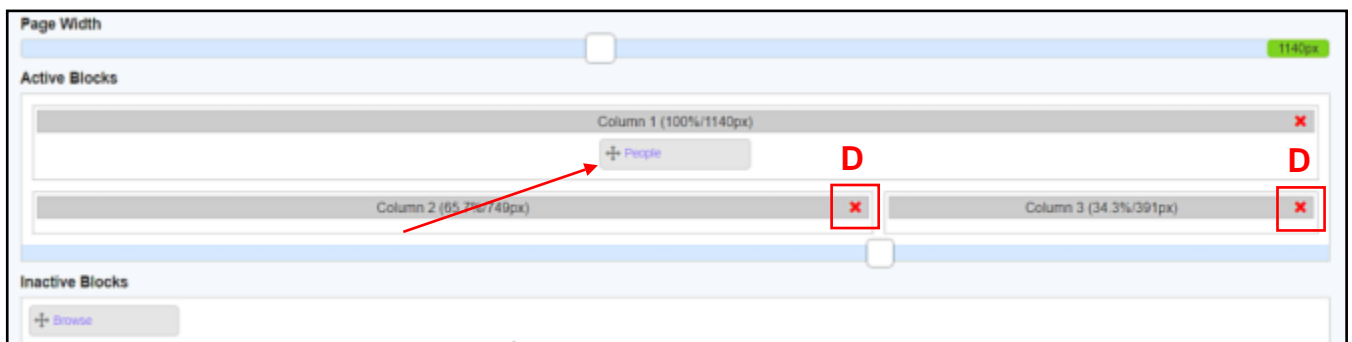 Page Width
1140px
Active Blocks
Column 1 (100%/1140px)
People
D D
Column 2 (65.7%/749px) Column 3 (34.3%/391px)
Inactive Blocks
Browse